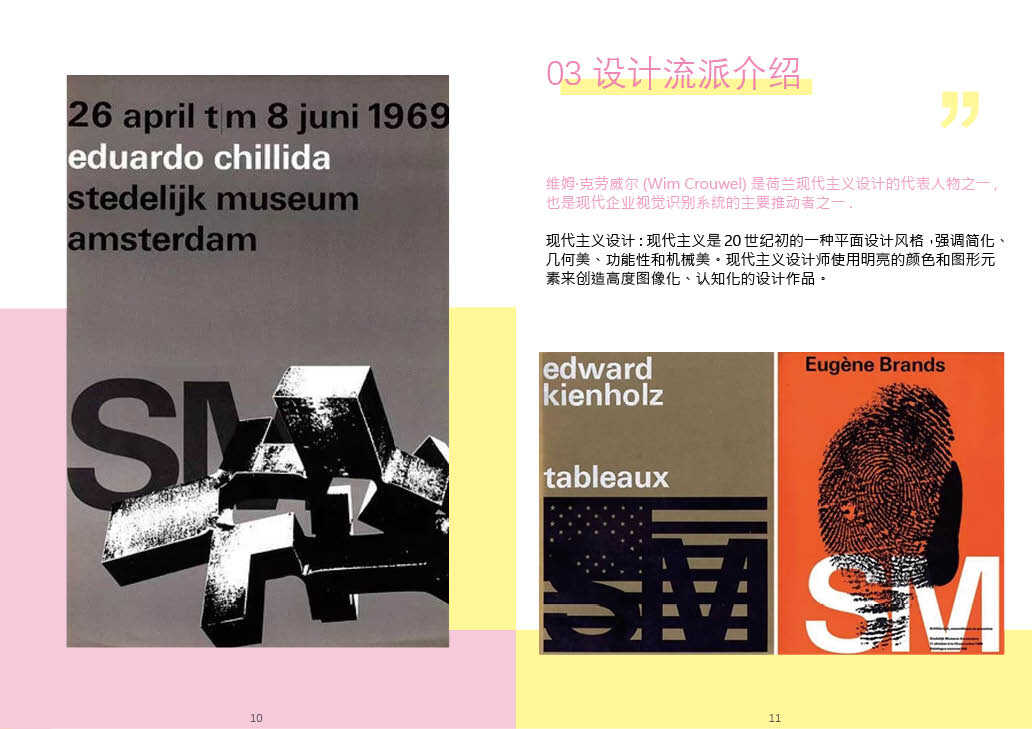 26 april t|m 8 juni 1969
eduardo chillida
stedelijk museum
amsterdam
SM
10
03 设计流派介绍
”
维姆·克劳威尔 (Wim Crouwel) 是荷兰现代主义设计的代表人物之一 ,
也是现代企业视觉识别系统的主要推动者之一 .
现代主义设计 : 现代主义是 20 世纪初的一种平面设计风格，强调简化、
几何美、功能性和机械美。现代主义设计师使用明亮的颜色和图形元
素来创造高度图像化、认知化的设计作品。
edward
kienholz
tableaux
SM
Eugène Brands
SM
11